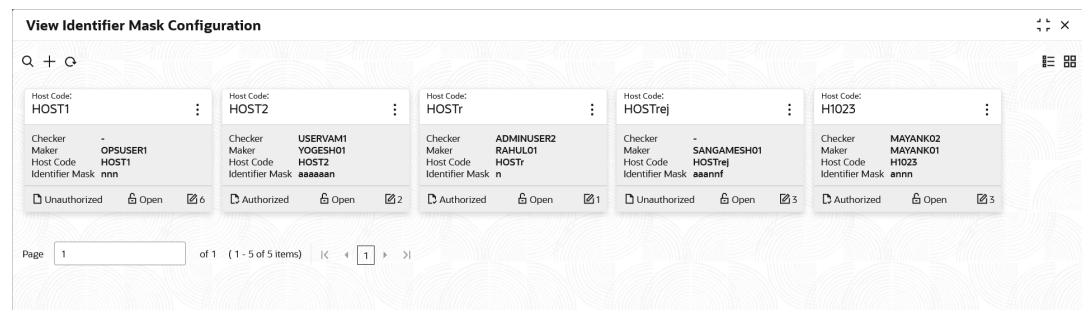 View Identifier Mask Configuration
Host Code:
HOST1
Checker -
Maker OPSUSER1
Host Code HOST1
Identifier Mask nnn
Unauthorized Open 6
Host Code:
HOST2
Checker USERVAM1
Maker YOGESH01
Host Code HOST2
Identifier Mask aaaaaan
Authorized Open 2
Host Code:
HOSTr
Checker ADMINUSER2
Maker RAHUL01
Host Code HOSTr
Identifier Mask n
Authorized Open 1
Host Code:
HOSTrej
Checker -
Maker SANGAMESH01
Host Code HOSTrej
Identifier Mask aaannf
Unauthorized Open 3
Host Code:
H1023
Checker MAYANK02
Maker MAYANK01
Host Code H1023
Identifier Mask annn
Authorized Open 3
Page 1 of 1 ( 1 - 5 of 5 items) 1